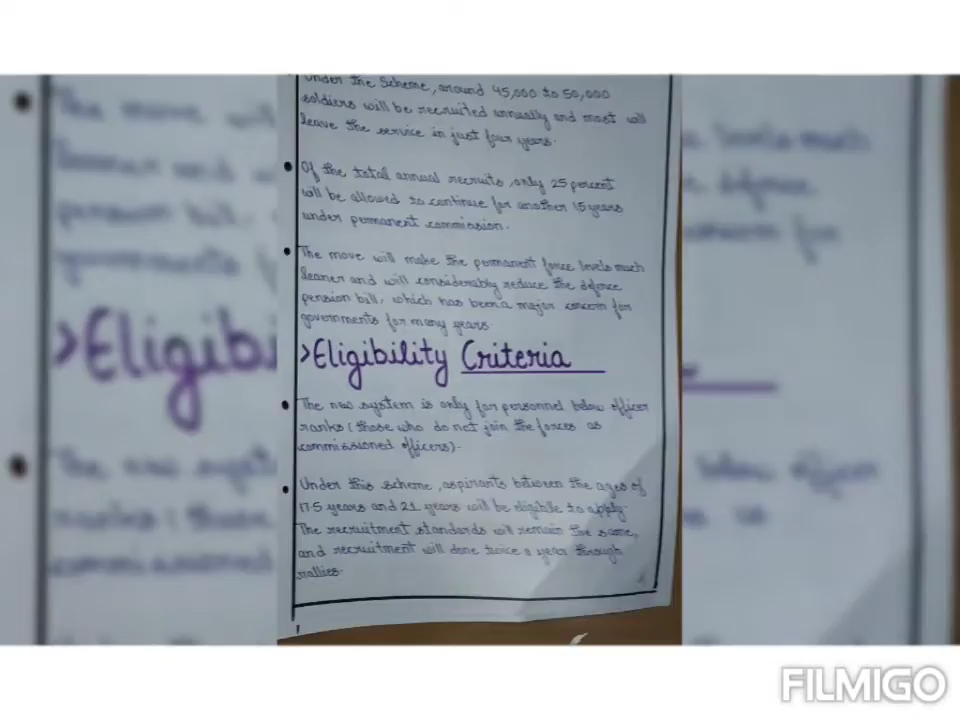 Under the Scheme, around 45,000 to 50,000
soldiers will be recruited annually and most will
leave the service in just four years.
Of the total annual recruits, only 25 percent
will be allowed to continue for another 15 years
under permanent commission.
The move will make the permanent force levels much
leaner and will considerably reduce the defence
pension bill, which has been a major concern for
governments for many years.
>Eligibility Criteria
The new system is only for personnel below officer
ranks (those who do not join the forces as
commissioned officers).
Under this scheme, aspirants between the ages of
17.5 years and 21 years will be eligible to apply.
The recruitment standards will remain the same,
and recruitment will done twice a year through
rallies.
FILMIGO